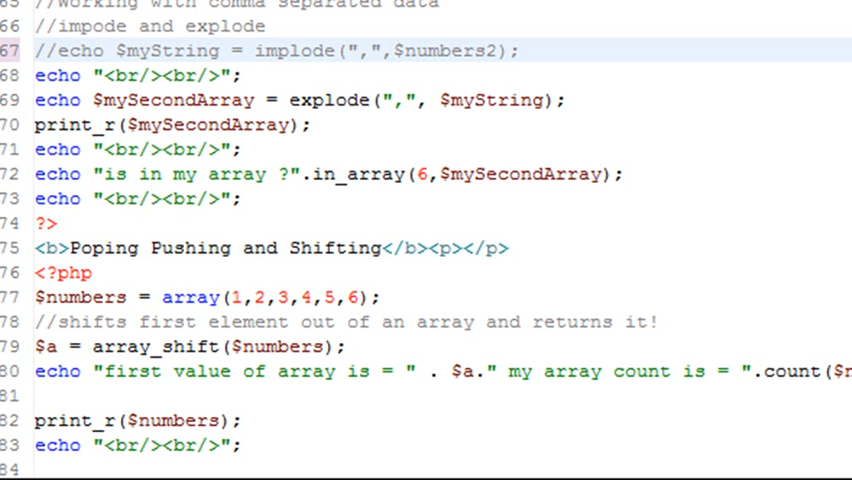 65 //Working with comma separated data
66 //impode and explode
67 //echo $myString = implode(",",$numbers2);
68 echo "<br/><br/>";
69 echo $mySecondArray = explode(",", $myString);
70 print_r($mySecondArray);
71 echo "<br/><br/>";
72 echo "is in my array ?".in_array(6,$mySecondArray);
73 echo "<br/><br/>";
74 ?>
75 <b>Poping Pushing and Shifting</b><p></p>
76 <?php
77 $numbers = array(1,2,3,4,5,6);
78 //shifts first element out of an array and returns it!
79 $a = array_shift($numbers);
80 echo "first value of array is = " . $a." my array count is = ".count($n
81
82 print_r($numbers);
83 echo "<br/><br/>";
84